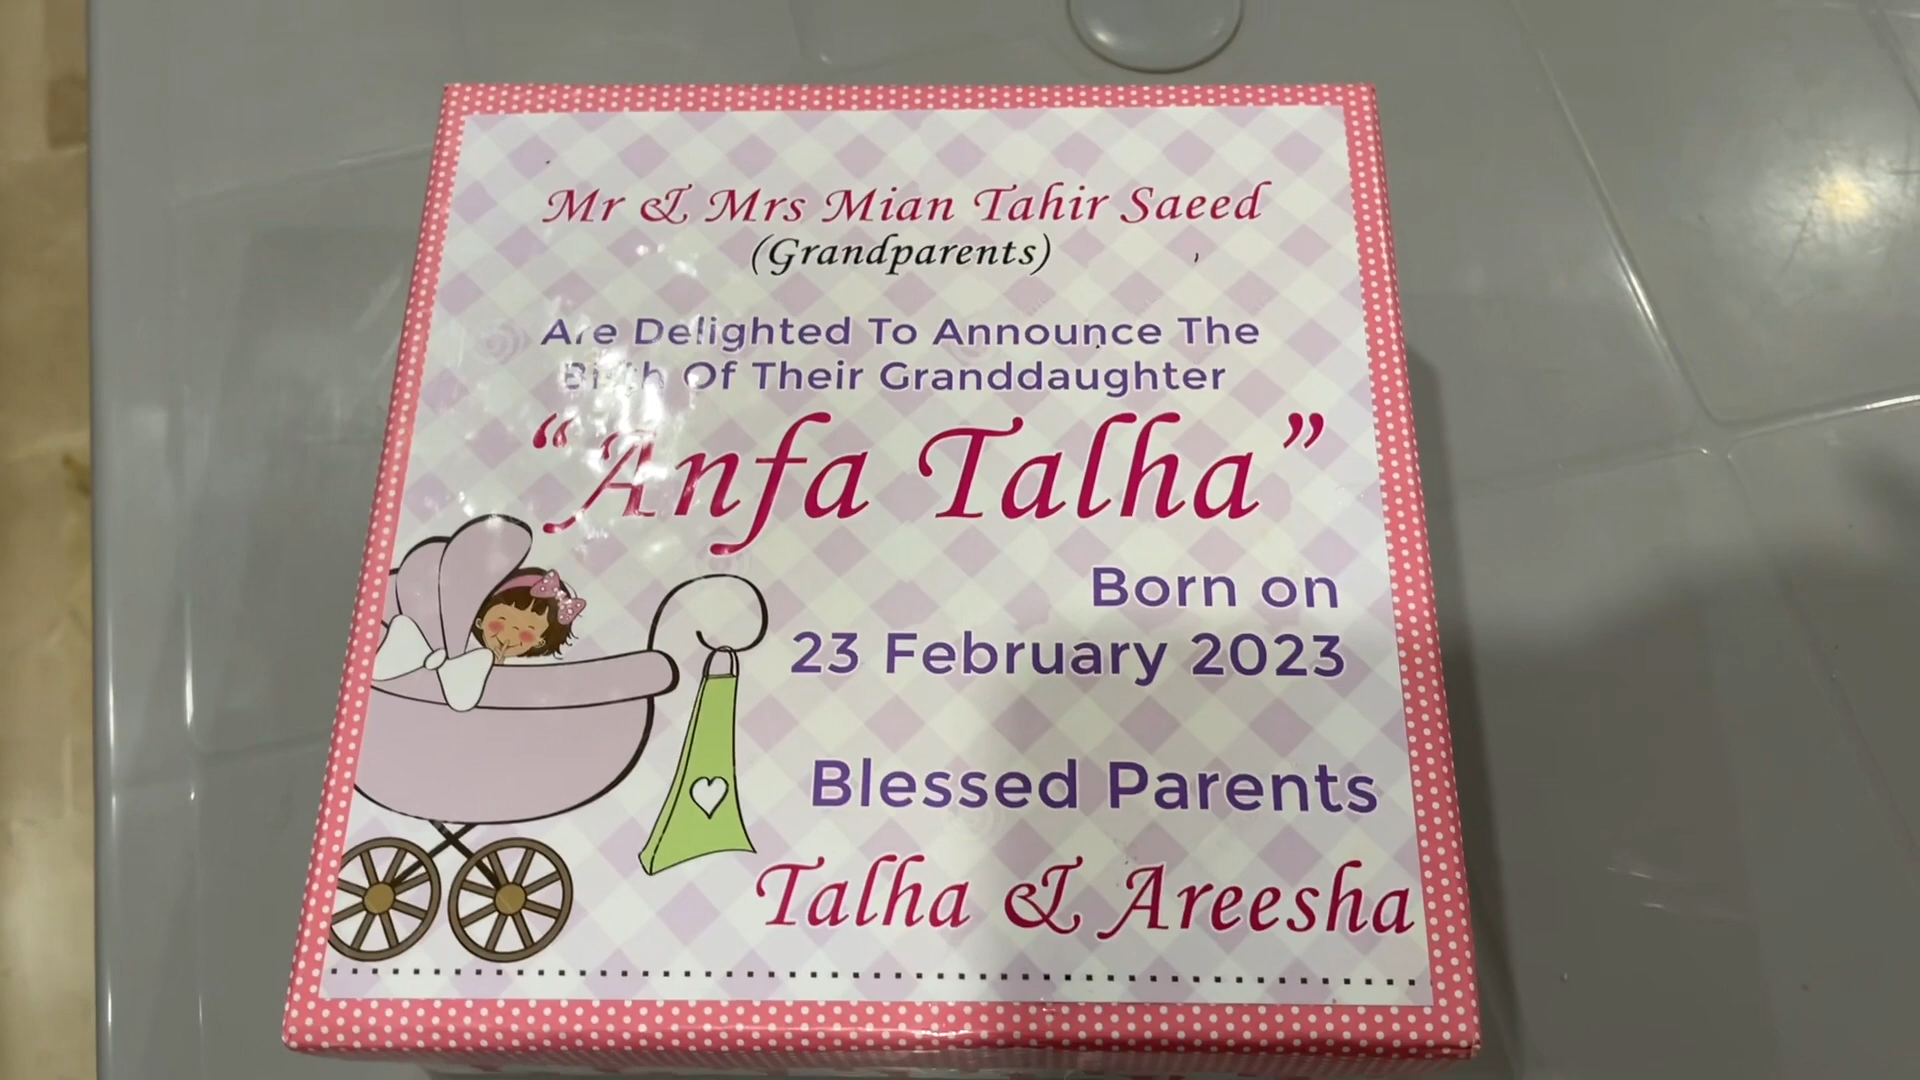 Mr & Mrs Mian Tahir Saeed
(Grandparents)
Are Delighted To Announce The
Birth Of Their Granddaughter
“Anfa Talha”
Born on
23 February 2023
Blessed Parents
Talha & Areesha